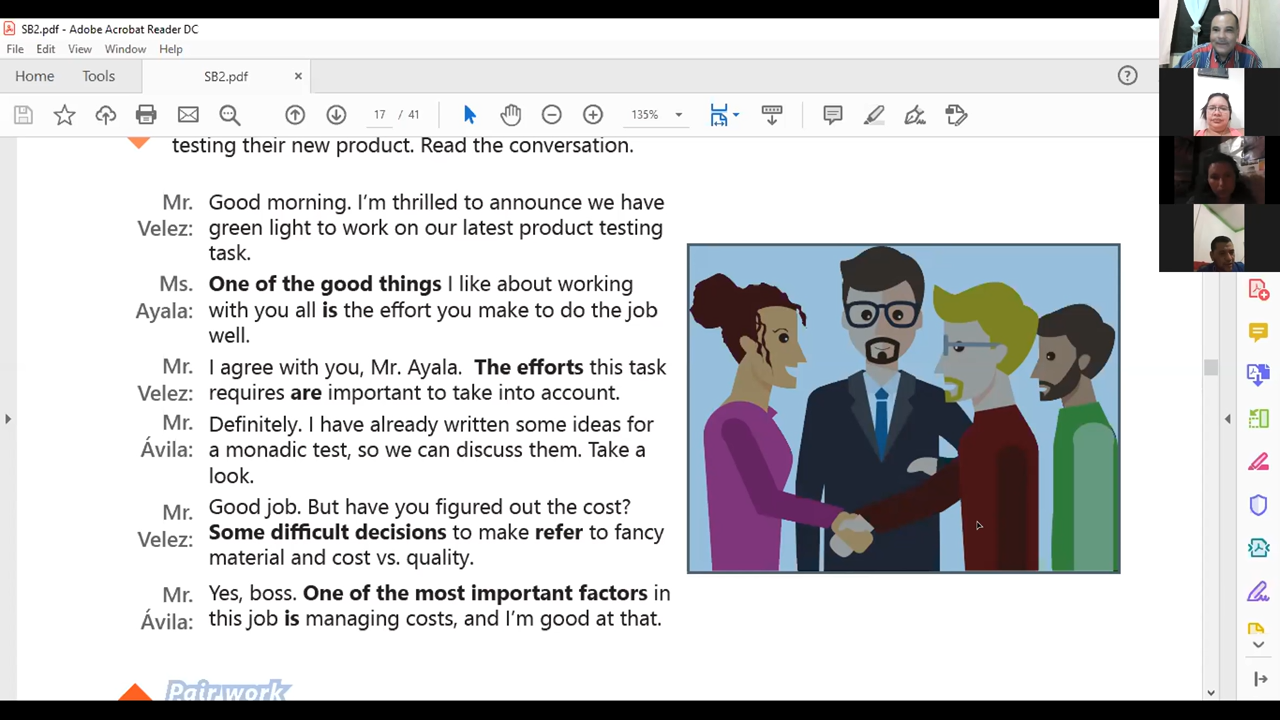 SB2.pdf - Adobe Acrobat Reader DC
File Edit View Window Help
Home Tools SB2.pdf ×
17 / 41 135%
testing their new product. Read the conversation.
Mr. Velez: Good morning. I'm thrilled to announce we have
green light to work on our latest product testing
task.
Ms. Ayala: One of the good things I like about working
with you all is the effort you make to do the job
well.
Mr. Velez: I agree with you, Mr. Ayala. The efforts this task
requires are important to take into account.
Mr. Ávila: Definitely. I have already written some ideas for
a monadic test, so we can discuss them. Take a
look.
Mr. Velez: Good job. But have you figured out the cost?
Some difficult decisions to make refer to fancy
material and cost vs. quality.
Mr. Ávila: Yes, boss. One of the most important factors in
this job is managing costs, and I'm good at that.
Pair work